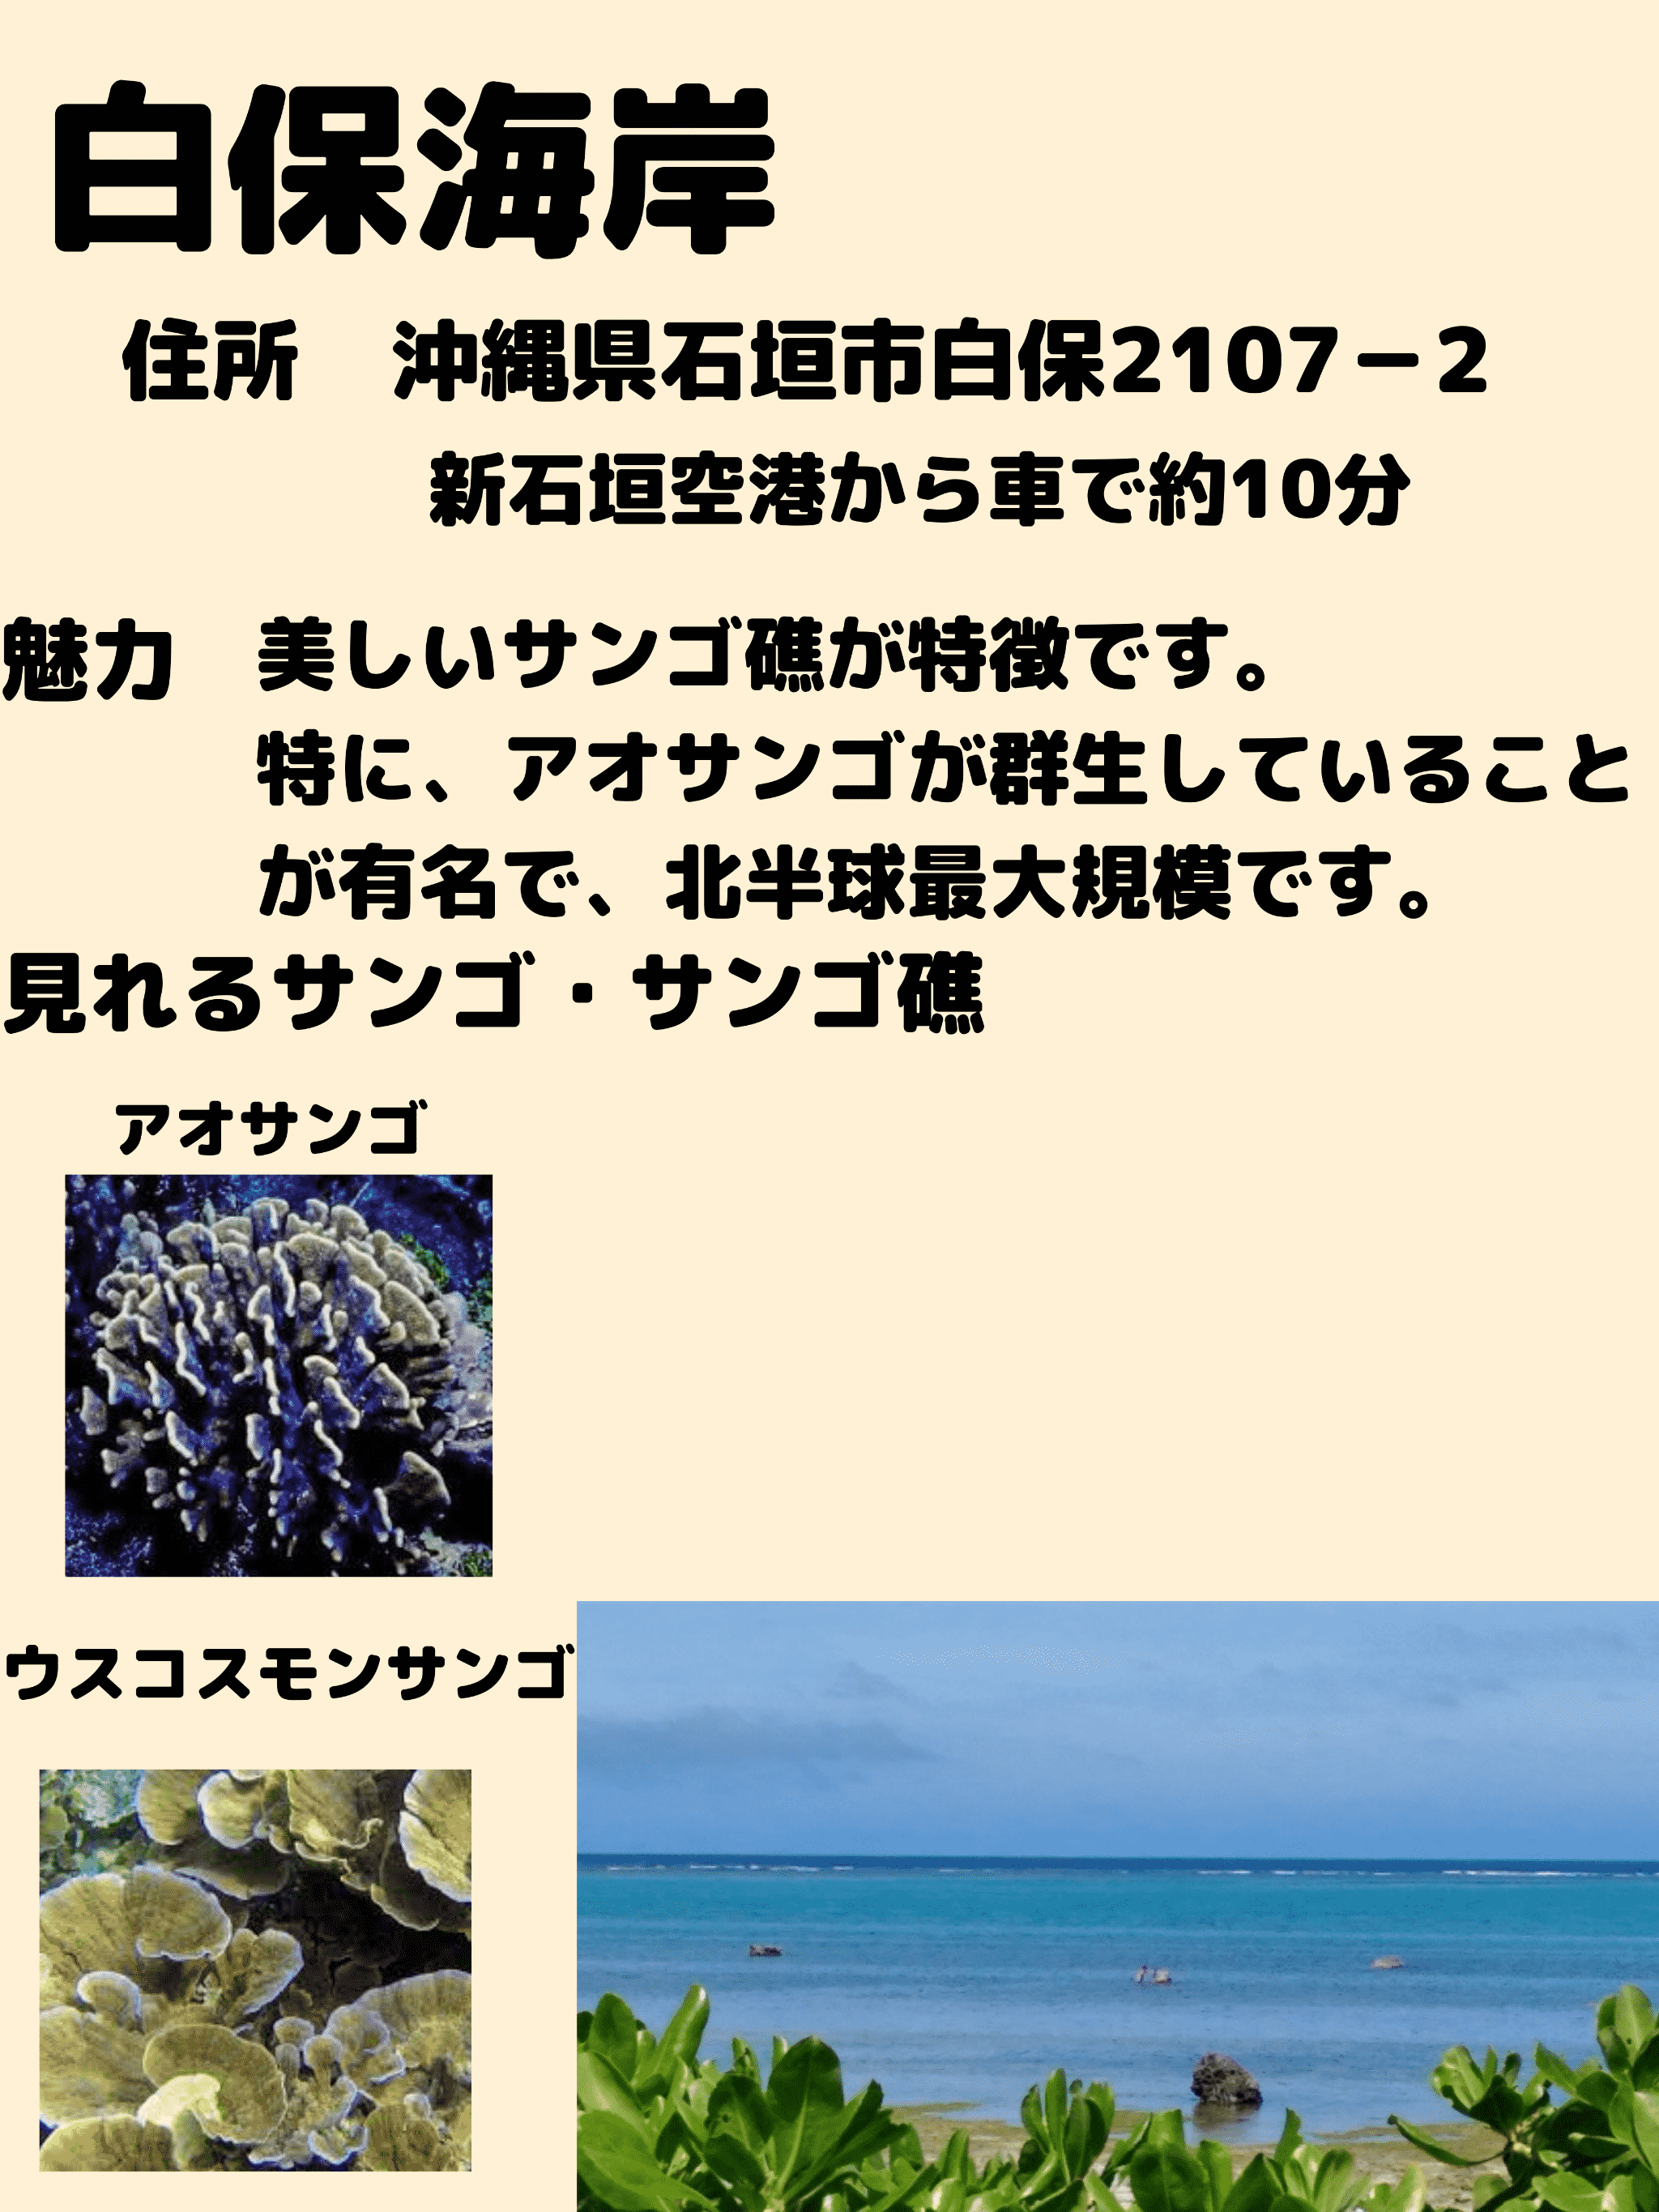 白保海岸
住所　沖縄県石垣市白保2107－2
新石垣空港から車で約10分
魅力　美しいサンゴ礁が特徴です。
特に、アオサンゴが群生していること
が有名で、北半球最大規模です。
見れるサンゴ・サンゴ礁
アオサンゴ
ウスコスモンサンゴ